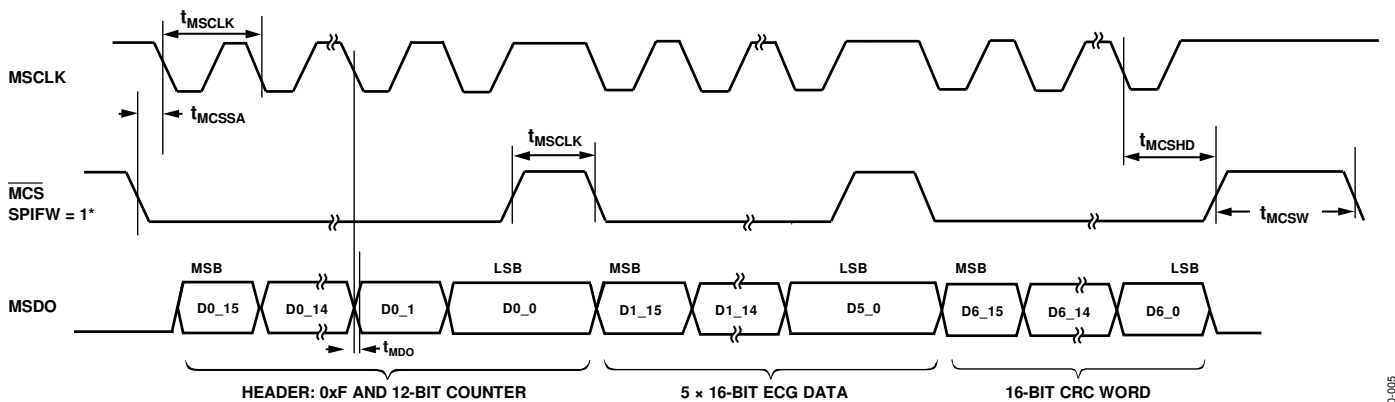 tMSCLK
MSCLK
tMCSSA
tMSCLK
tMCSHD
MCS
SPIFW = 1*
tMCSW
MSB
LSB
MSB
LSB
MSB
LSB
MSDO
D0_15
D0_14
D0_1
D0_0
D1_15
D1_14
D5_0
D6_15
D6_14
D6_0
tMDO
HEADER: 0xF AND 12-BIT COUNTER
5 × 16-BIT ECG DATA
16-BIT CRC WORD